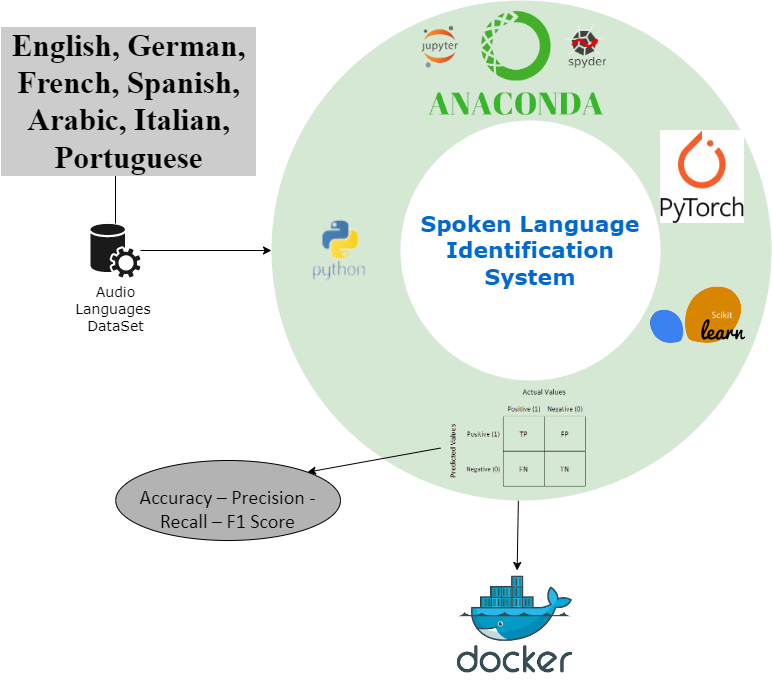 English, German,
French, Spanish,
Arabic, Italian,
Portuguese
Audio
Languages
DataSet
jupyter
spyder
ANACONDA
PyTorch
python
Spoken Language
Identification
System
Scikit
learn
Actual Values
Positive (1) Negative (0)
Predicted Values
Positive (1) TP FP
Negative (0) FN TN
Accuracy – Precision -
Recall – F1 Score
docker